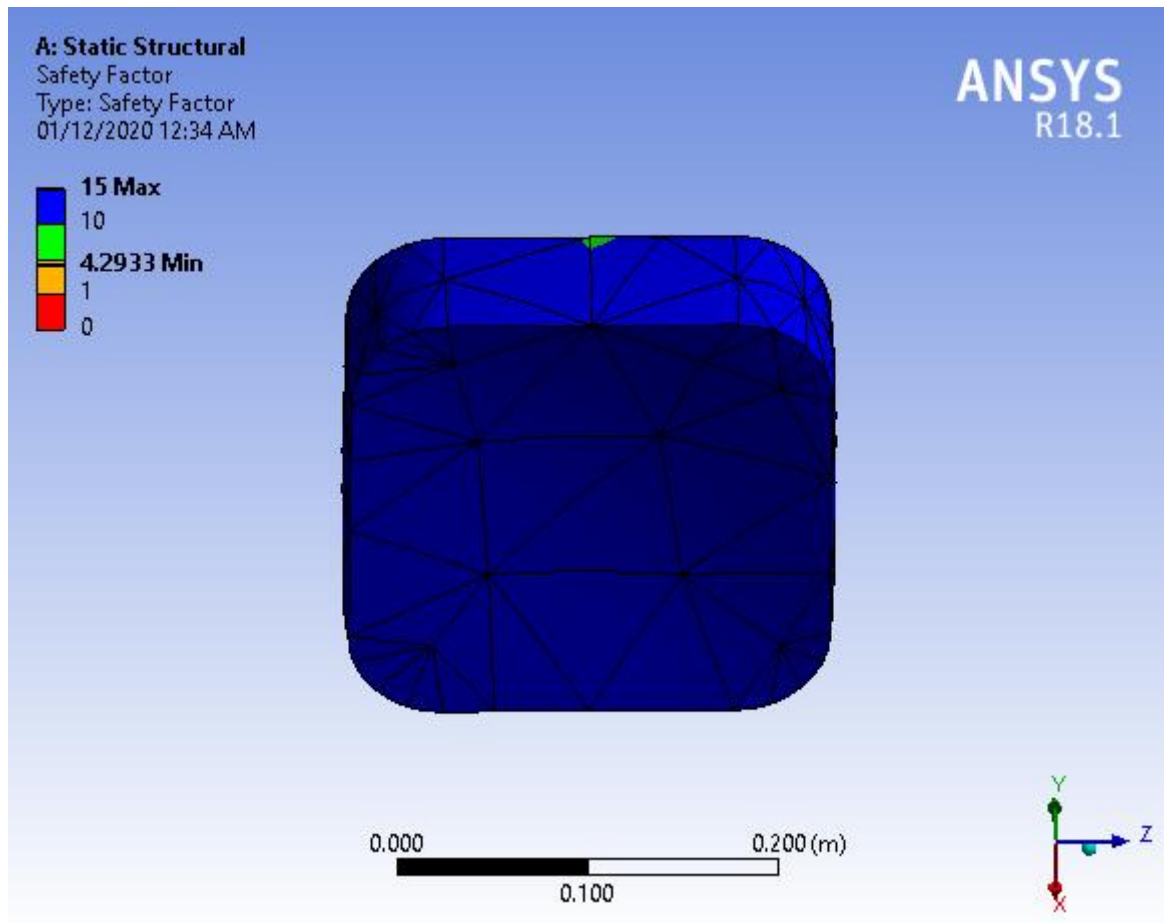 A: Static Structural
Safety Factor
Type: Safety Factor
01/12/2020 12:34 AM
ANSYS
R18.1
15 Max
10
4.2933 Min
1
0
0.000
0.200 (m)
0.100
Y
Z
X